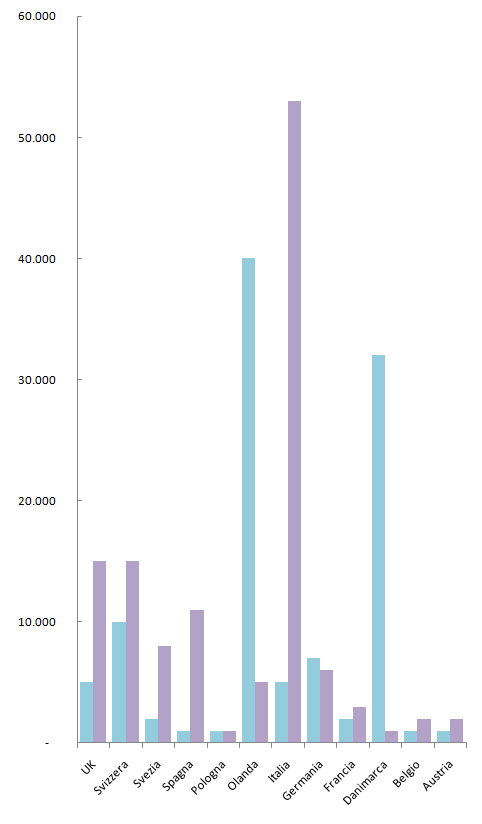 60.000
50.000
40.000
30.000
20.000
10.000
-
UK
Svizzera
Svezia
Spagna
Pologna
Olanda
Italia
Germania
Francia
Danimarca
Belgio
Austria